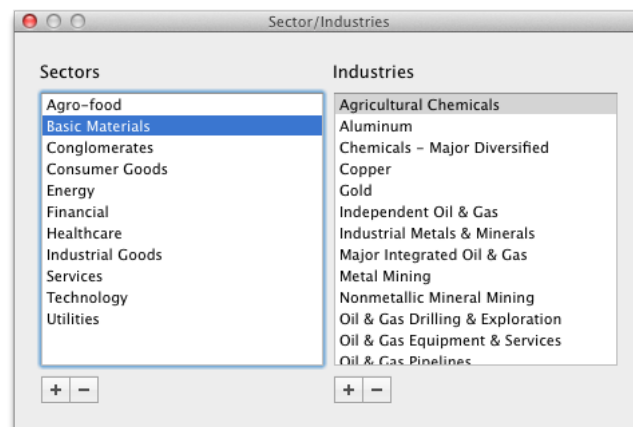 Sector/Industries
Sectors
Agro-food
Basic Materials
Conglomerates
Consumer Goods
Energy
Financial
Healthcare
Industrial Goods
Services
Technology
Utilities
Industries
Agricultural Chemicals
Aluminum
Chemicals - Major Diversified
Copper
Gold
Independent Oil & Gas
Industrial Metals & Minerals
Major Integrated Oil & Gas
Metal Mining
Nonmetallic Mineral Mining
Oil & Gas Drilling & Exploration
Oil & Gas Equipment & Services
Oil & Gas Pipelines
+ −
+ −